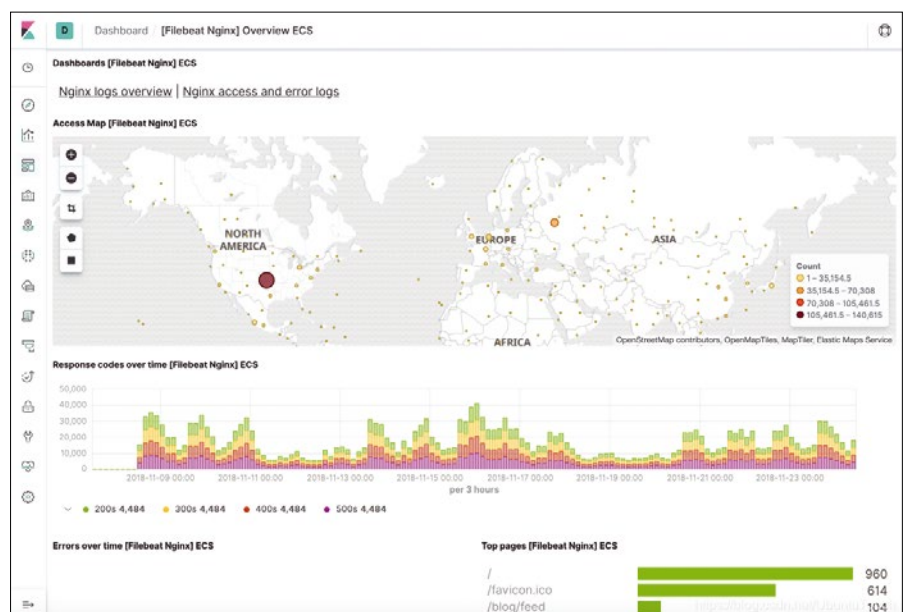 D Dashboard / [Filebeat Nginx] Overview ECS
Dashboards [Filebeat Nginx] ECS
Nginx logs overview | Nginx access and error logs
Access Map [Filebeat Nginx] ECS
NORTH
AMERICA
EUROPE
ASIA
AFRICA
Count
1 – 35,154.5
35,154.5 – 70,308
70,308 – 105,461.5
105,461.5 – 140,615
OpenStreetMap contributors, OpenMapTiles, MapTiler, Elastic Maps Service
Response codes over time [Filebeat Nginx] ECS
50,000
40,000
30,000
20,000
10,000
0
2018-11-09 00:00 2018-11-11 00:00 2018-11-13 00:00 2018-11-15 00:00 2018-11-17 00:00 2018-11-19 00:00 2018-11-21 00:00 2018-11-23 00:00
per 3 hours
200s 4,484 300s 4,484 400s 4,484 500s 4,484
Errors over time [Filebeat Nginx] ECS
Top pages [Filebeat Nginx] ECS
/ 960
/favicon.ico 614
/blog/feed 104